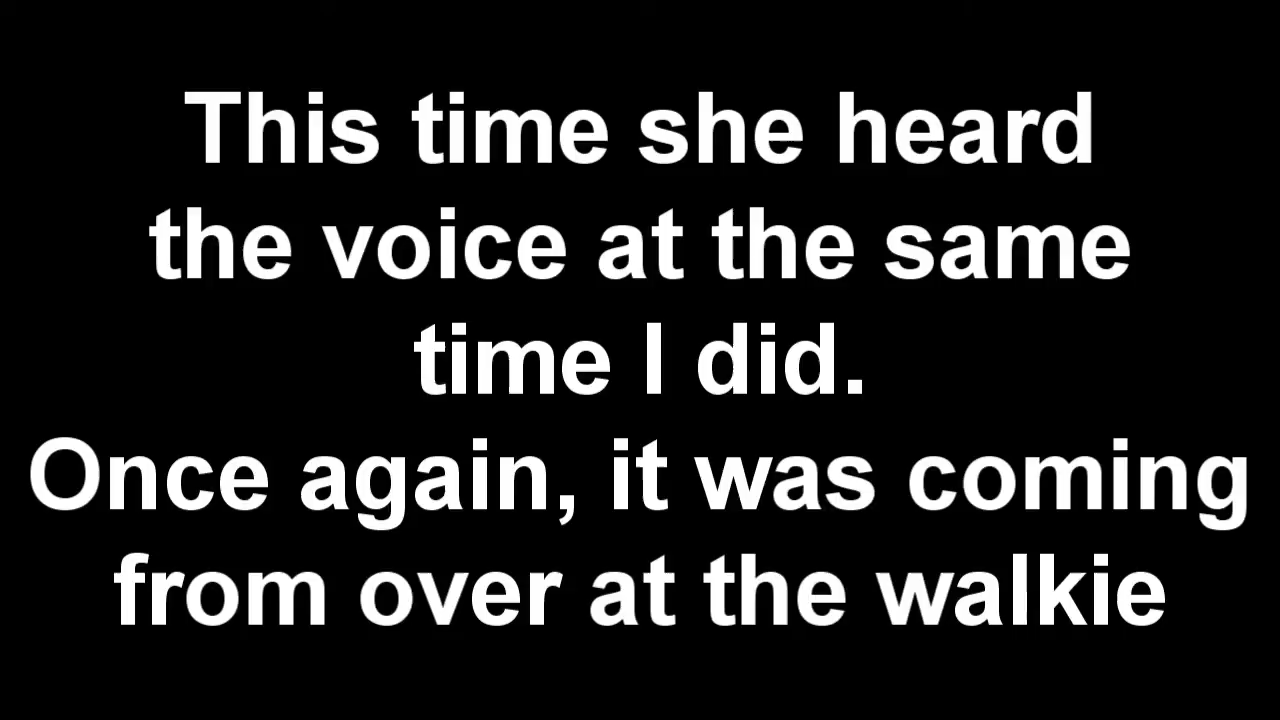 This time she heard
the voice at the same
time I did.
Once again, it was coming
from over at the walkie